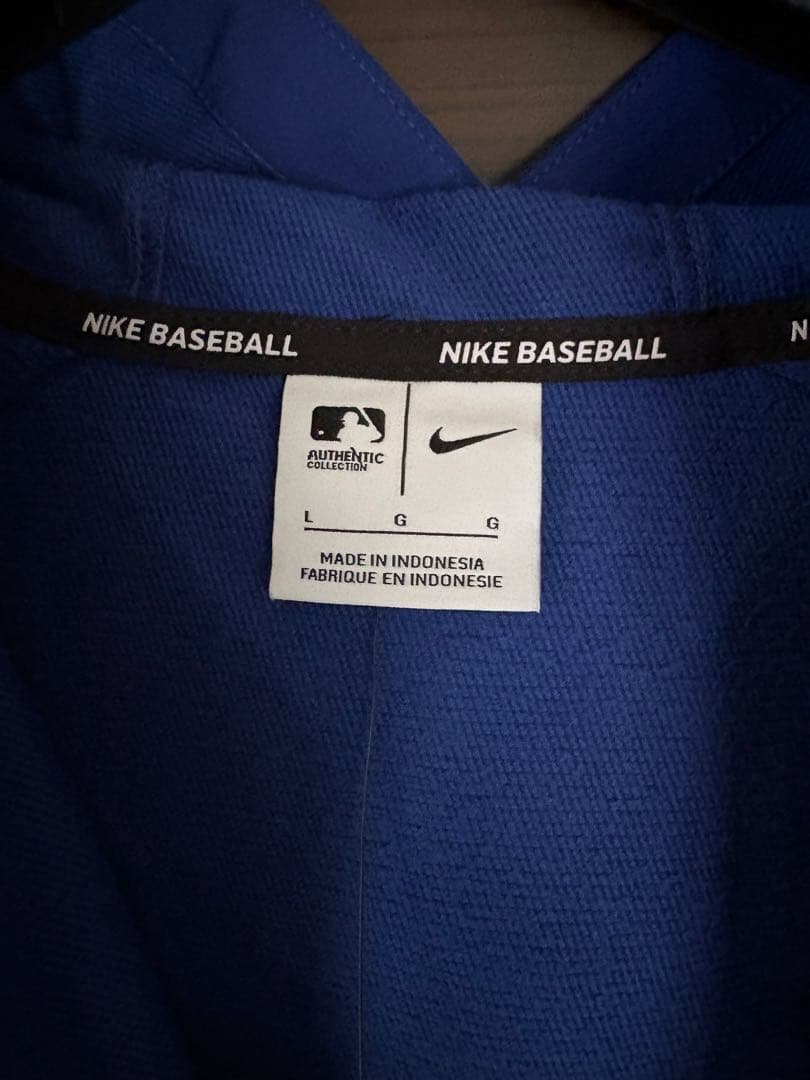 NIKE BASEBALL NIKE BASEBALL N
AUTHENTIC
COLLECTION
L G G
MADE IN INDONESIA
FABRIQUE EN INDONESIE